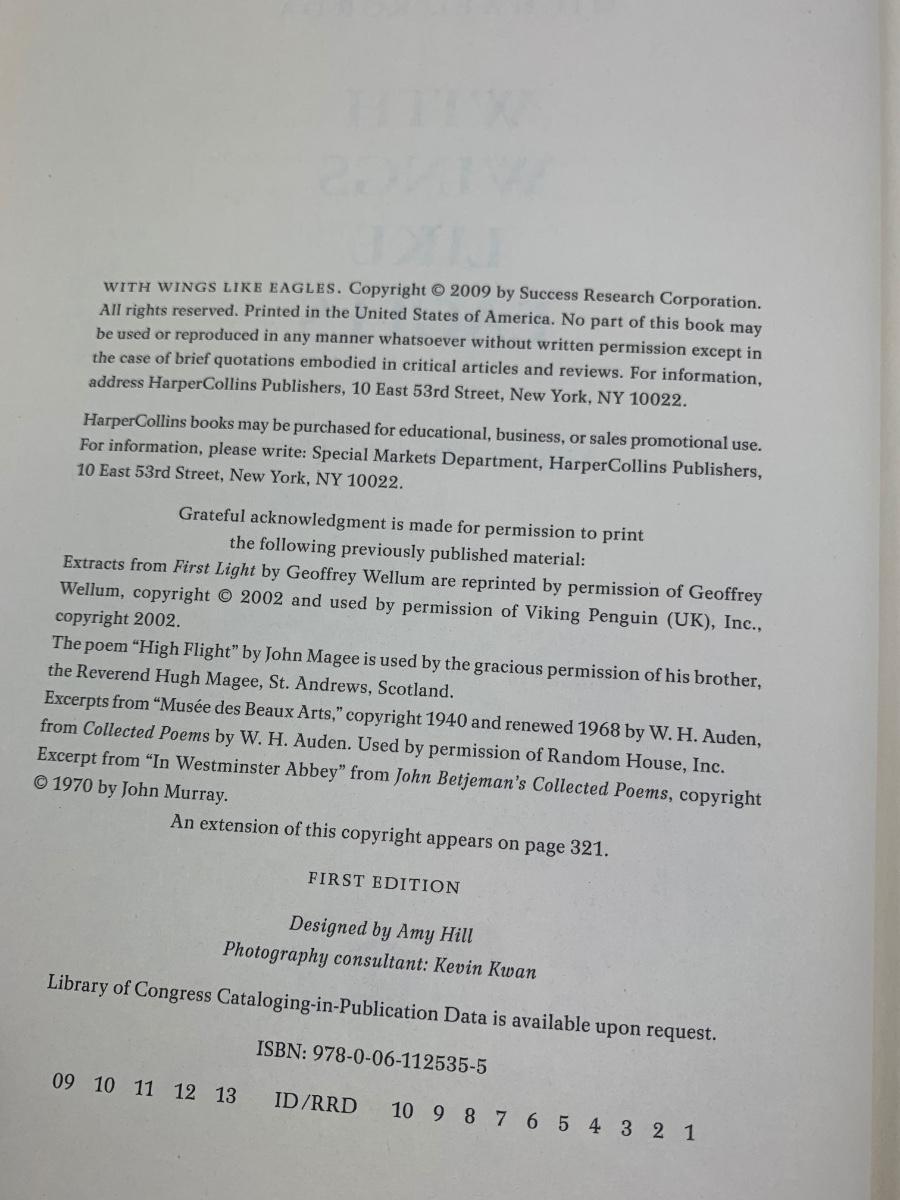 WITH WINGS LIKE EAGLES. Copyright © 2009 by Success Research Corporation.
All rights reserved. Printed in the United States of America. No part of this book may
be used or reproduced in any manner whatsoever without written permission except in
the case of brief quotations embodied in critical articles and reviews. For information,
address HarperCollins Publishers, 10 East 53rd Street, New York, NY 10022.
HarperCollins books may be purchased for educational, business, or sales promotional use.
For information, please write: Special Markets Department, HarperCollins Publishers,
10 East 53rd Street, New York, NY 10022.
Grateful acknowledgment is made for permission to print
the following previously published material:
Extracts from First Light by Geoffrey Wellum are reprinted by permission of Geoffrey
Wellum, copyright © 2002 and used by permission of Viking Penguin (UK), Inc.,
copyright 2002.
The poem “High Flight” by John Magee is used by the gracious permission of his brother,
the Reverend Hugh Magee, St. Andrews, Scotland.
Excerpts from “Musée des Beaux Arts,” copyright 1940 and renewed 1968 by W. H. Auden,
from Collected Poems by W. H. Auden. Used by permission of Random House, Inc.
Excerpt from “In Westminster Abbey” from John Betjeman’s Collected Poems, copyright
© 1970 by John Murray.
An extension of this copyright appears on page 321.
FIRST EDITION
Designed by Amy Hill
Photography consultant: Kevin Kwan
Library of Congress Cataloging-in-Publication Data is available upon request.
ISBN: 978-0-06-112535-5
09 10 11 12 13 ID/RRD 10 9 8 7 6 5 4 3 2 1